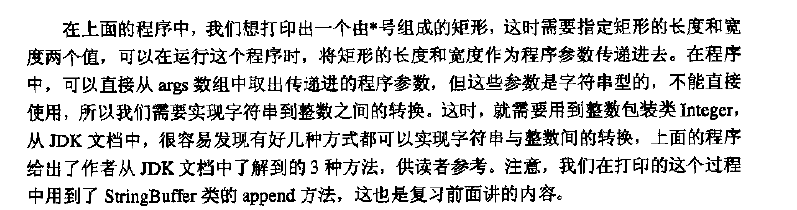 在上面的程序中，我们想打印出一个由*号组成的矩形，这时需要指定矩形的长度和宽
度两个值，可以在运行这个程序时，将矩形的长度和宽度作为程序参数传递进去。在程序
中，可以直接从 args 数组中取出传递进的程序参数，但这些参数是字符串型的，不能直接
使用，所以我们需要实现字符串到整数之间的转换。这时，就需要用到整数包装类 Integer，
从 JDK 文档中，很容易发现有好几种方式都可以实现字符串与整数间的转换，上面的程序
给出了作者从 JDK 文档中了解到的 3 种方法，供读者参考。注意，我们在打印的这个过程
中用到了 StringBuffer 类的 append 方法，这也是复习前面讲的内容。